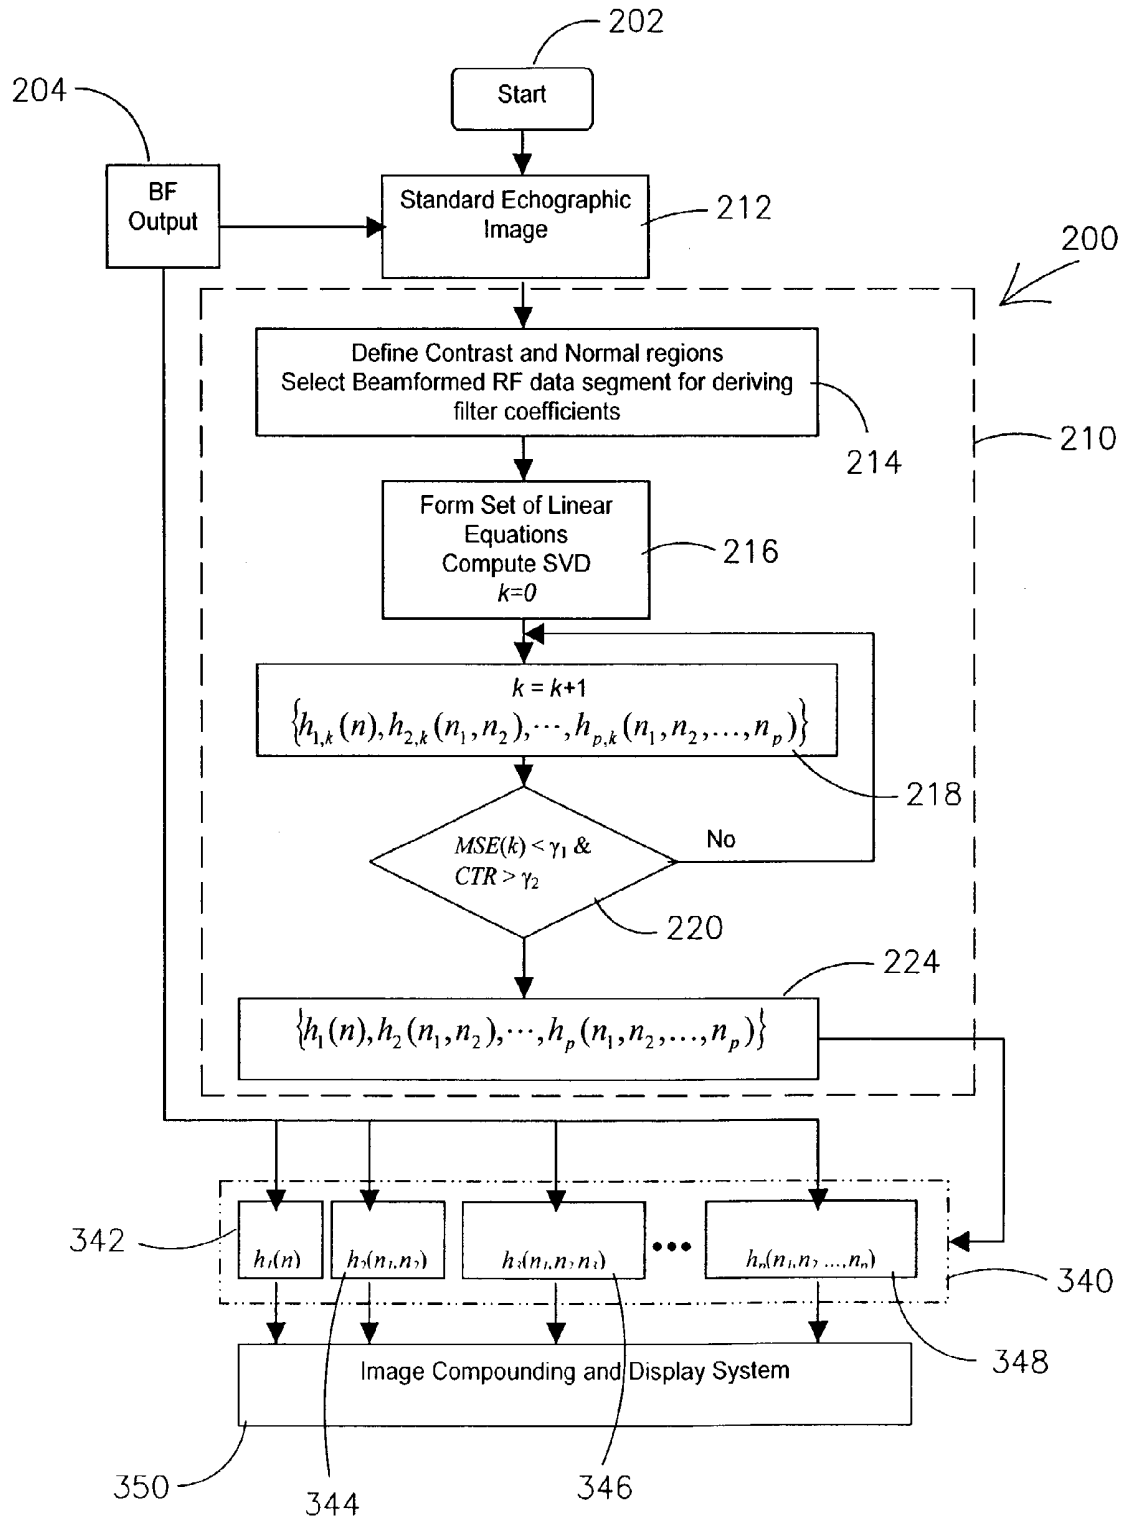 202
Start
204
BF
Output
Standard Echographic
Image
212
200
Define Contrast and Normal regions
Select Beamformed RF data segment for deriving
filter coefficients
214
210
Form Set of Linear
Equations
Compute SVD
k=0
216
k = k+1
{h₁,ₖ(n), h₂,ₖ(n₁,n₂),⋯, hₚ,ₖ(n₁,n₂,…,nₚ)}
218
MSE(k) < γ₁ &
CTR > γ₂
No
220
224
{h₁(n), h₂(n₁,n₂),⋯, hₚ(n₁,n₂,…,nₚ)}
342
h₁(n)
h₂(n₁,n₂)
h₃(n₁,n₂,n₃)
•••
hₚ(n₁,n₂ ...,nₚ)
340
Image Compounding and Display System
348
350
344
346